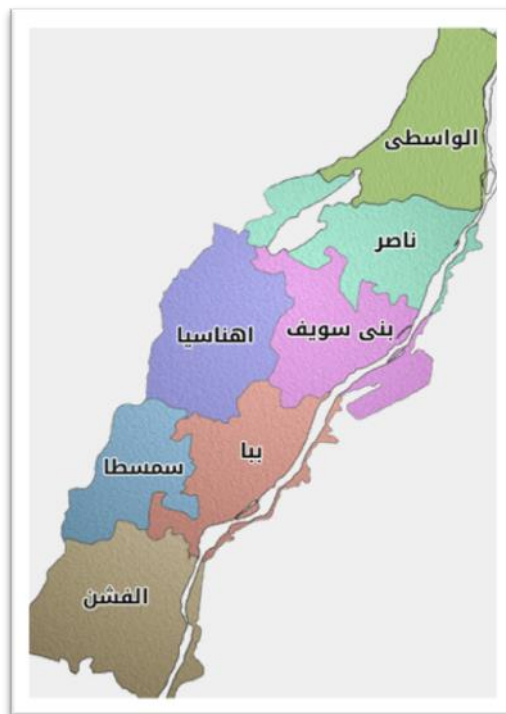 الواسطى
ناصر
بنى سويف
اهناسيا
ببا
سمسطا
الفشن